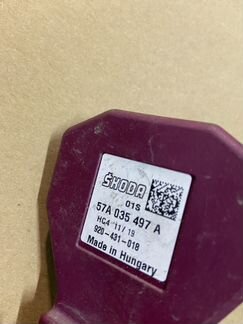 ŠKODA
01S
57A 035 497 A
HC4 11/19
920-431-018
Made in Hungary